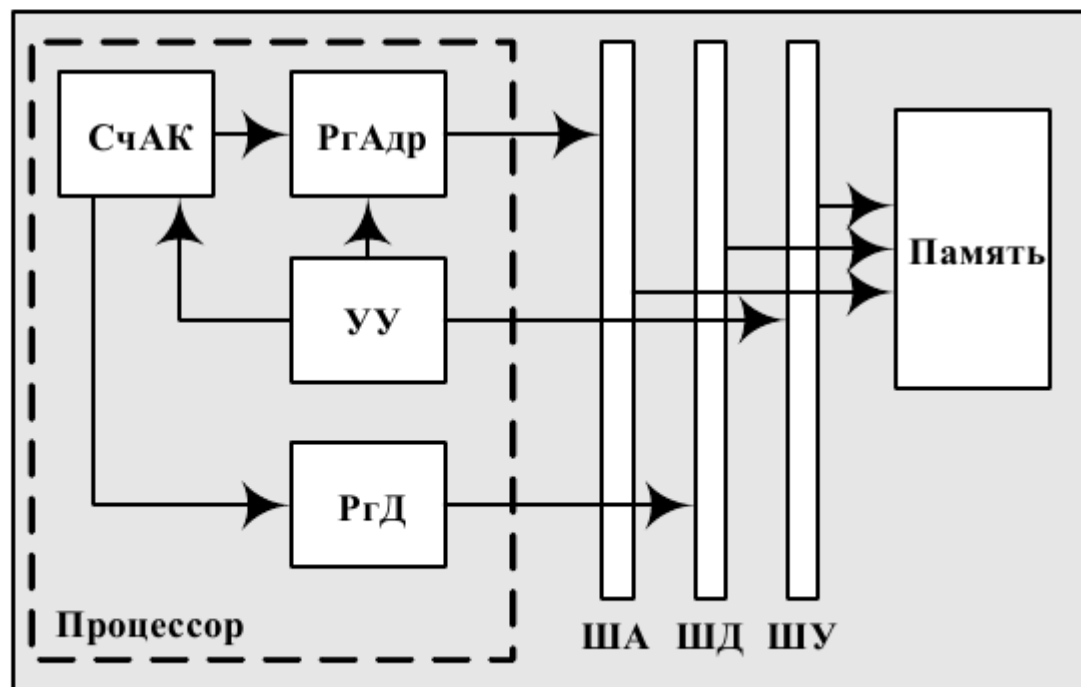 СчАК
РгАдр
Память
УУ
РгД
Процессор
ША
ШД
ШУ